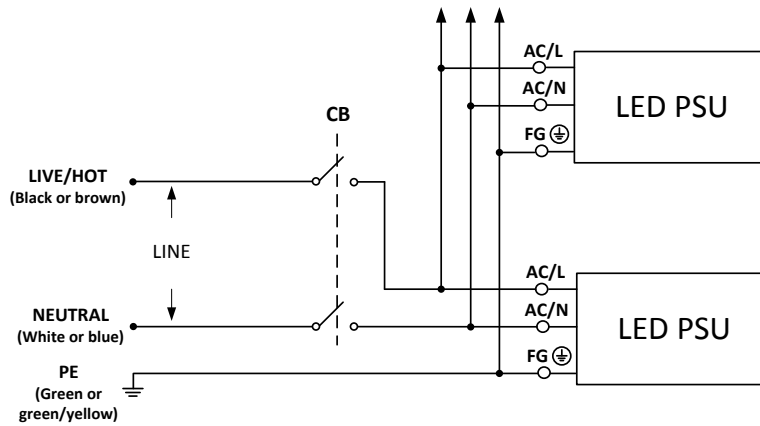 AC/L
AC/N
FG
LED PSU
CB
LIVE/HOT
(Black or brown)
LINE
NEUTRAL
(White or blue)
PE
(Green or
green/yellow)
AC/L
AC/N
FG
LED PSU